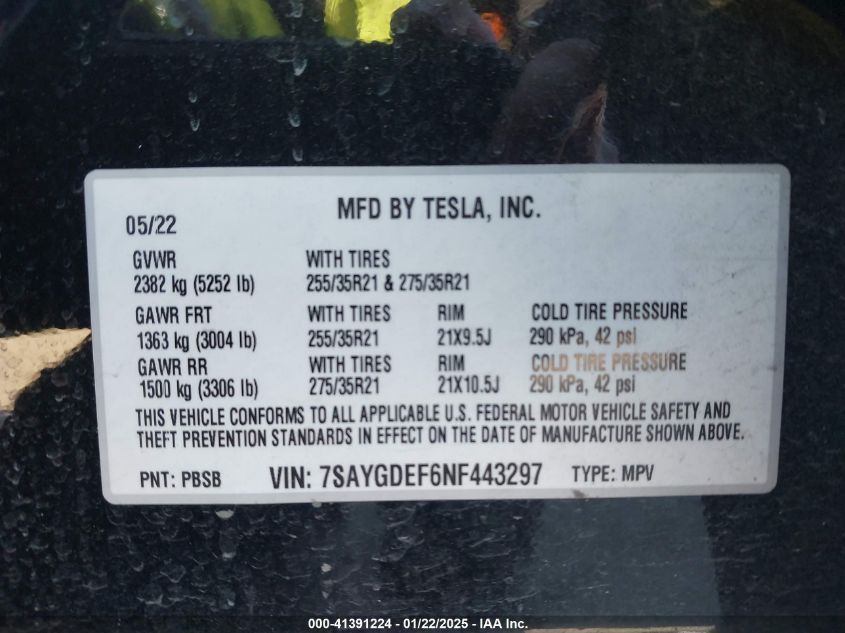 MFD BY TESLA, INC.
05/22
GVWR WITH TIRES
2382 kg (5252 lb) 255/35R21 & 275/35R21
GAWR FRT WITH TIRES RIM COLD TIRE PRESSURE
1363 kg (3004 lb) 255/35R21 21X9.5J 290 kPa, 42 psi
GAWR RR WITH TIRES RIM COLD TIRE PRESSURE
1500 kg (3306 lb) 275/35R21 21X10.5J 290 kPa, 42 psi
THIS VEHICLE CONFORMS TO ALL APPLICABLE U.S. FEDERAL MOTOR VEHICLE SAFETY AND
THEFT PREVENTION STANDARDS IN EFFECT ON THE DATE OF MANUFACTURE SHOWN ABOVE.
PNT: PBSB VIN: 7SAYGDEF6NF443297 TYPE: MPV
000-41391224 - 01/22/2025 - IAA Inc.